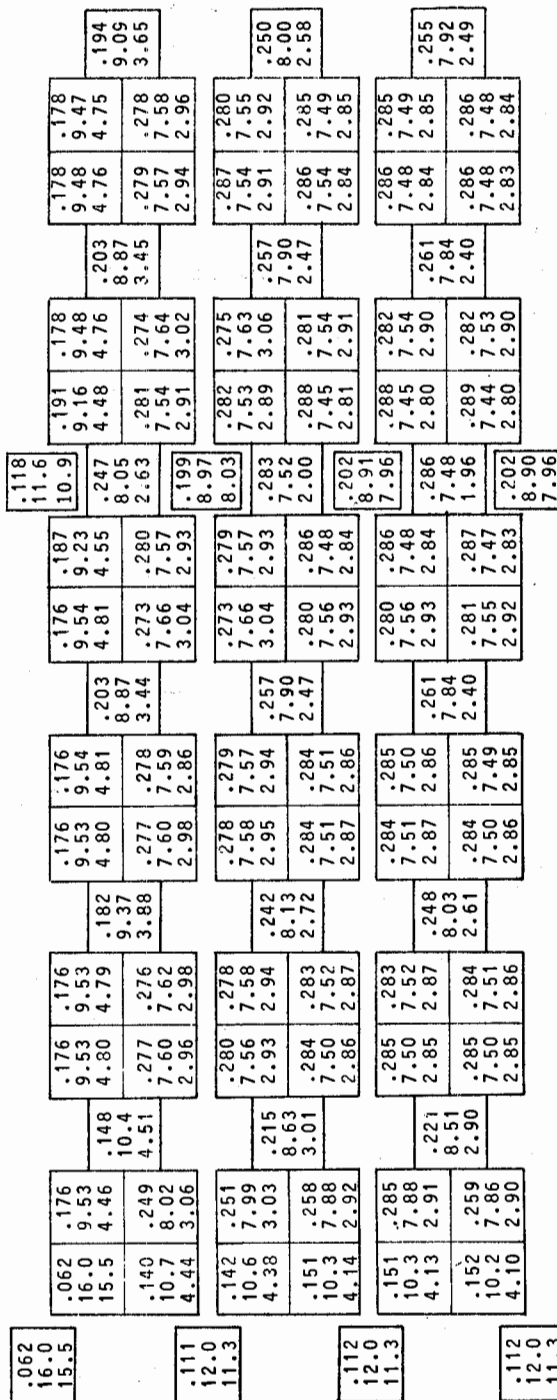 .194 .250 .255
9.09 8.00 7.92
3.65 2.58 2.49
.178 .278 .280 .285 .285 .286
9.47 7.58 7.55 7.49 7.49 7.48
4.75 2.96 2.92 2.85 2.85 2.84
.178 .279 .287 .286 .286 .286
9.48 7.57 7.54 7.54 7.48 7.48
4.76 2.94 2.91 2.84 2.84 2.83
.203 .257 .261
8.87 7.90 7.84
3.45 2.47 2.40
.178 .274 .275 .281 .282 .282
9.48 7.64 7.63 7.54 7.54 7.53
4.76 3.02 3.06 2.91 2.90 2.90
.191 .281 .282 .288 .288 .289
9.16 7.54 7.53 7.45 7.45 7.44
4.48 2.91 2.89 2.81 2.80 2.80
.118 .247 .199 .283 .202 .286 .202
11.6 8.05 8.97 7.52 8.91 7.48 8.90
10.9 2.63 8.03 2.00 7.96 1.96 7.96
.187 .280 .279 .286 .286 .287
9.23 7.57 7.57 7.48 7.48 7.47
4.55 2.93 2.93 2.84 2.84 2.83
.176 .273 .273 .280 .280 .281
9.54 7.66 7.66 7.56 7.56 7.55
4.81 3.04 3.04 2.93 2.93 2.92
.203 .257 .261
8.87 7.90 7.84
3.44 2.47 2.40
.176 .278 .279 .284 .285 .285
9.54 7.59 7.57 7.51 7.50 7.49
4.81 2.86 2.94 2.86 2.86 2.85
.176 .277 .278 .284 .284 .284
9.53 7.60 7.58 7.51 7.51 7.50
4.80 2.98 2.95 2.87 2.87 2.86
.182 .242 .248
9.37 8.13 8.03
3.88 2.72 2.61
.176 .276 .278 .283 .283 .284
9.53 7.62 7.58 7.52 7.52 7.51
4.79 2.98 2.94 2.87 2.87 2.86
.176 .277 .280 .284 .285 .285
9.53 7.60 7.56 7.50 7.50 7.50
4.80 2.96 2.93 2.86 2.85 2.85
.148 .215 .221
10.4 8.63 8.51
4.51 3.01 2.90
.176 .249 .251 .258 .285 .259
9.53 8.02 7.99 7.88 7.88 7.86
4.46 3.06 3.03 2.92 2.91 2.90
.062 .140 .142 .151 .151 .152
16.0 10.7 10.6 10.3 10.3 10.2
15.5 4.44 4.38 4.14 4.13 4.10
.062 .111 .112 .112
16.0 12.0 12.0 12.0
15.5 11.3 11.3 11.3